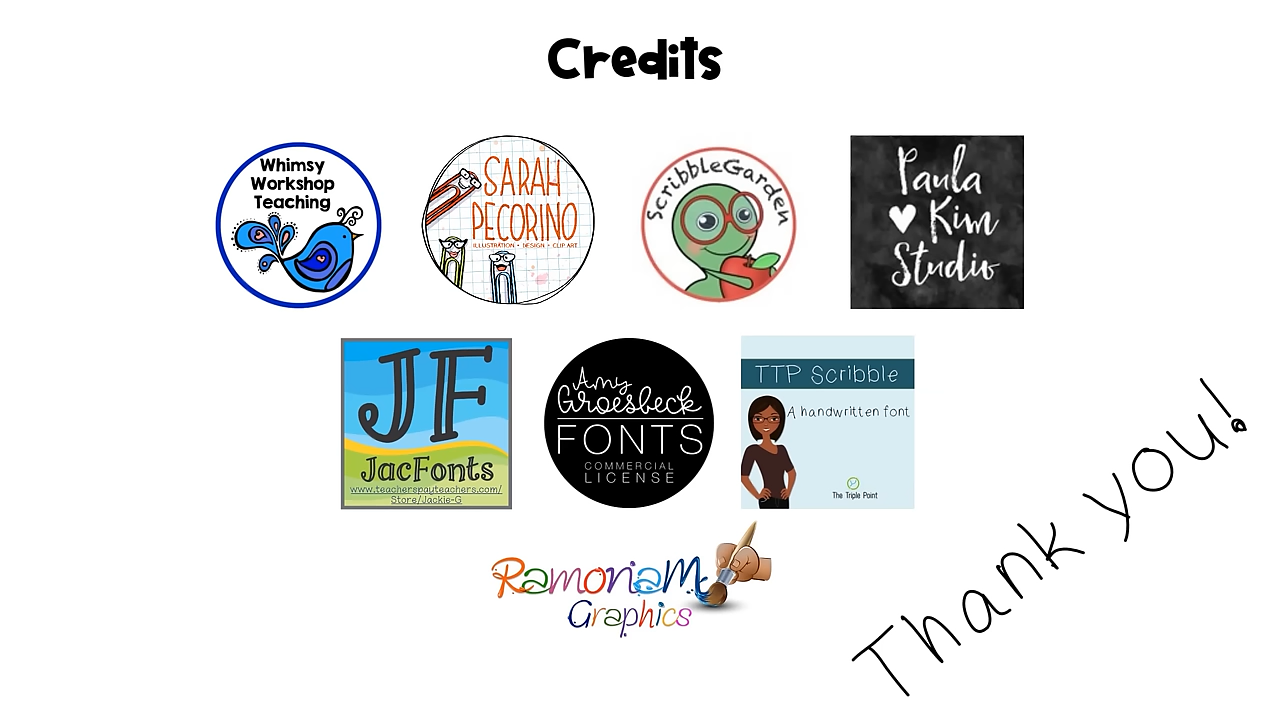 Credits
Whimsy
Workshop
Teaching
SARAH
PECORINO
ILLUSTRATION • DESIGN • CLIP ART
ScribbleGarden
Paula
♥ Kim
Studio
JF
JacFonts
www.teacherspayteachers.com/
Store/Jackie-G
Amy
Groesbeck
FONTS
COMMERCIAL
LICENSE
TTP Scribble
A handwritten font
The Triple Point
RamonaM
Graphics
Thank you!